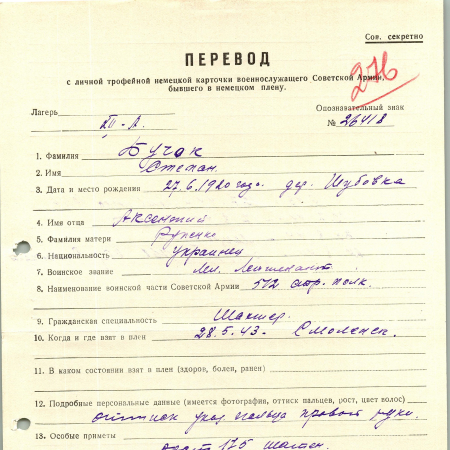 Сов. секретно
276
ПЕРЕВОД
с личной трофейной немецкой карточки военнослужащего Советской Армии,
бывшего в немецком плену.
Лагерь
Опознавательный знак
III-А.
№ 26418
1. Фамилия Бучак
2. Имя Степан.
3. Дата и место рождения 27.6.1920 года. дер. Шубовка
4. Имя отца Аксентий
5. Фамилия матери Руденко
6. Национальность украинец
7. Воинское звание Мл. Лейтенант
8. Наименование воинской части Советской Армии 572 стр. полк.
9. Гражданская специальность Шахтер.
10. Когда и где взят в плен 28.5.43. Смоленск.
11. В каком состоянии взят в плен (здоров, болен, ранен)
12. Подробные персональные данные (имеется фотография, оттиск пальцев, рост, цвет волос)
оттиск указ. пальца правой руки.
13. Особые приметы
рост 175